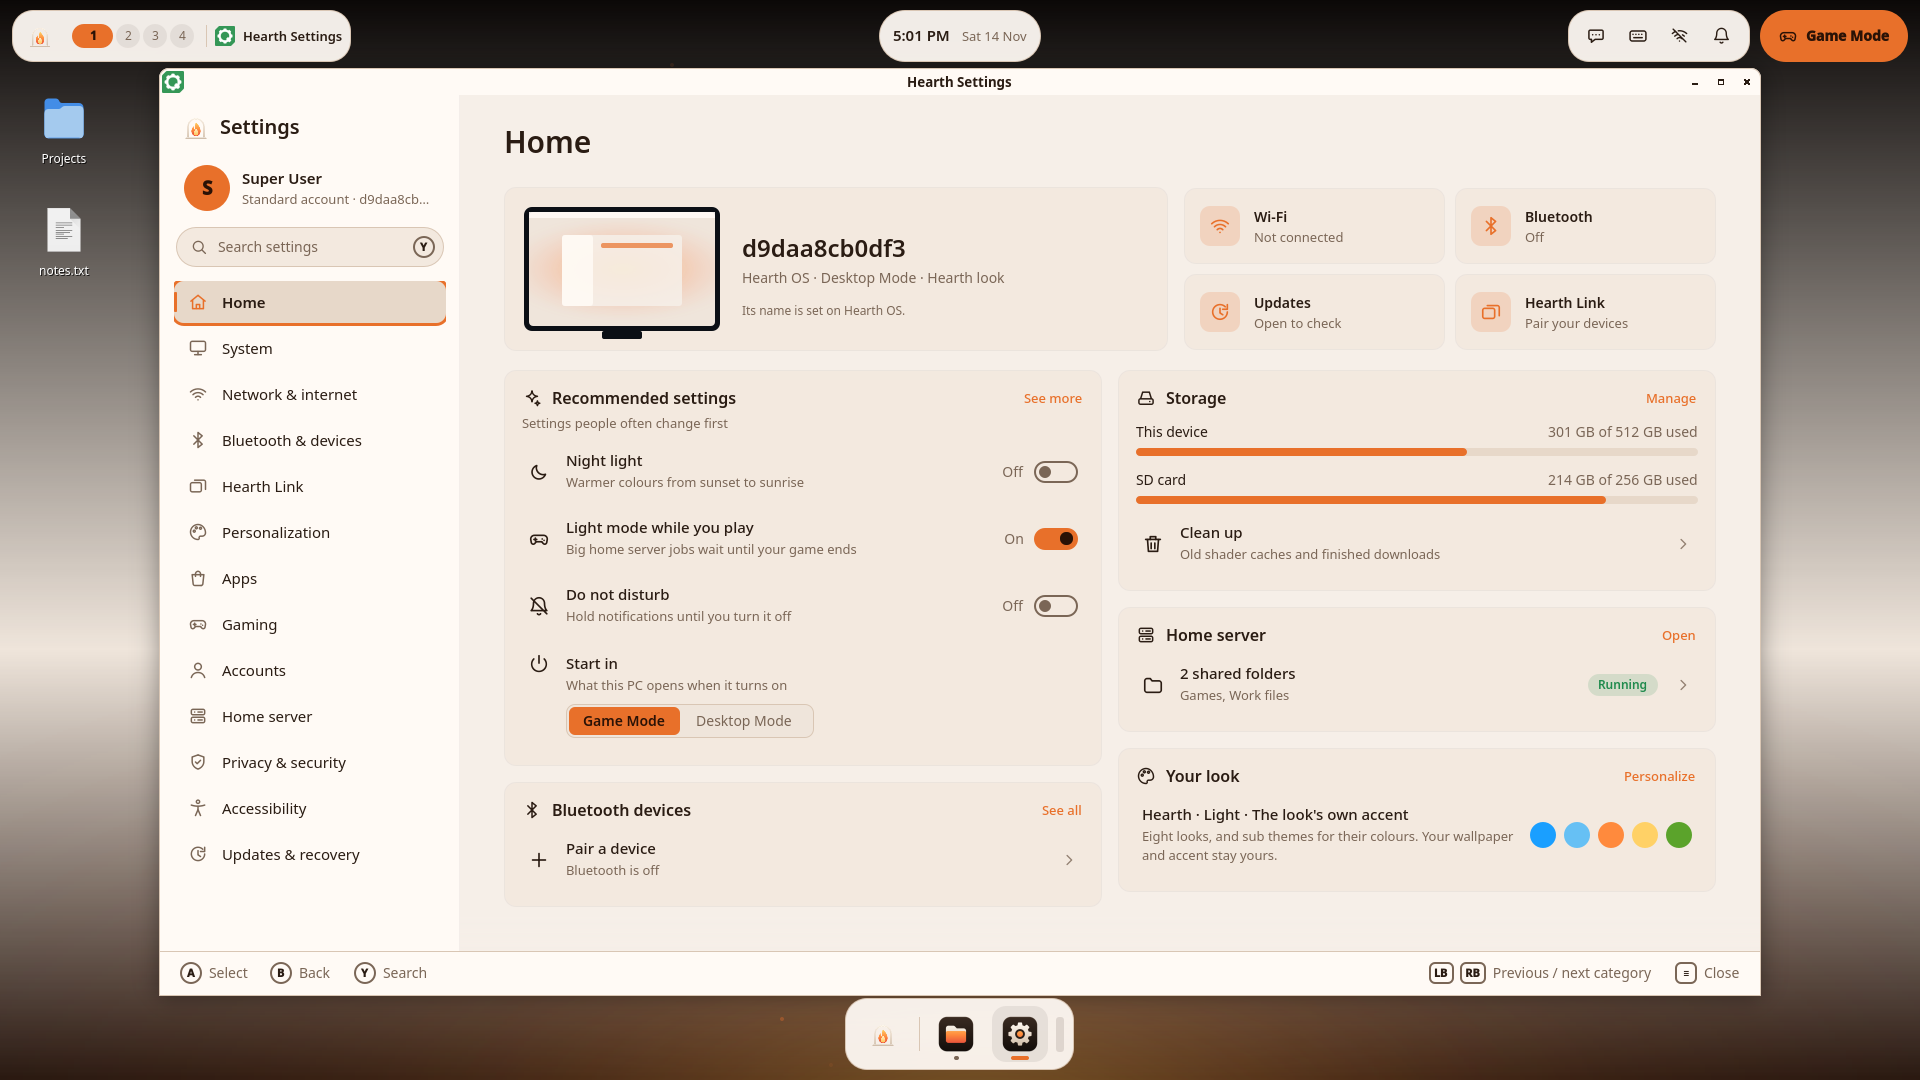 1 2 3 4 Hearth Settings
5:01 PM Sat 14 Nov
Game Mode
Projects
notes.txt
Hearth Settings
Settings
S
Super User
Standard account · d9daa8cb...
Search settings Y
Home
System
Network & internet
Bluetooth & devices
Hearth Link
Personalization
Apps
Gaming
Accounts
Home server
Privacy & security
Accessibility
Updates & recovery
Home
d9daa8cb0df3
Hearth OS · Desktop Mode · Hearth look
Its name is set on Hearth OS.
Wi-Fi
Not connected
Bluetooth
Off
Updates
Open to check
Hearth Link
Pair your devices
Recommended settings See more
Settings people often change first
Night light
Warmer colours from sunset to sunrise
Off
Light mode while you play
Big home server jobs wait until your game ends
On
Do not disturb
Hold notifications until you turn it off
Off
Start in
What this PC opens when it turns on
Game Mode Desktop Mode
Bluetooth devices See all
Pair a device
Bluetooth is off
Storage Manage
This device 301 GB of 512 GB used
SD card 214 GB of 256 GB used
Clean up
Old shader caches and finished downloads
Home server Open
2 shared folders
Games, Work files
Running
Your look Personalize
Hearth · Light · The look's own accent
Eight looks, and sub themes for their colours. Your wallpaper
and accent stay yours.
A Select B Back Y Search
LB RB Previous / next category ≡ Close